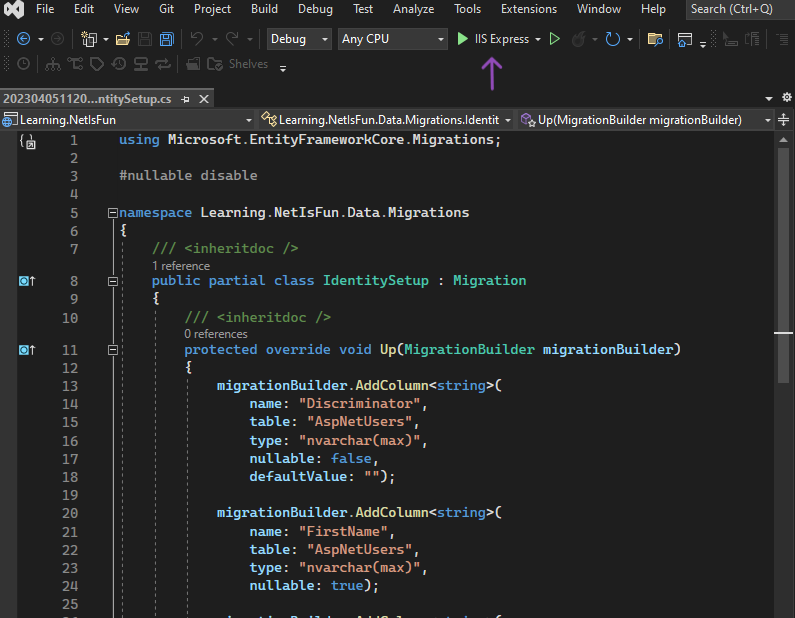 File Edit View Git Project Build Debug Test Analyze Tools Extensions Window Help Search (Ctrl+Q)
Debug Any CPU IIS Express
Shelves
202304051120...ntitySetup.cs
Learning.NetIsFun Learning.NetIsFun.Data.Migrations.Identit Up(MigrationBuilder migrationBuilder)
1 using Microsoft.EntityFrameworkCore.Migrations;
2
3 #nullable disable
4
5 namespace Learning.NetIsFun.Data.Migrations
6 {
7 /// <inheritdoc />
1 reference
8 public partial class IdentitySetup : Migration
9 {
10 /// <inheritdoc />
0 references
11 protected override void Up(MigrationBuilder migrationBuilder)
12 {
13 migrationBuilder.AddColumn<string>(
14 name: "Discriminator",
15 table: "AspNetUsers",
16 type: "nvarchar(max)",
17 nullable: false,
18 defaultValue: "");
19
20 migrationBuilder.AddColumn<string>(
21 name: "FirstName",
22 table: "AspNetUsers",
23 type: "nvarchar(max)",
24 nullable: true);
25